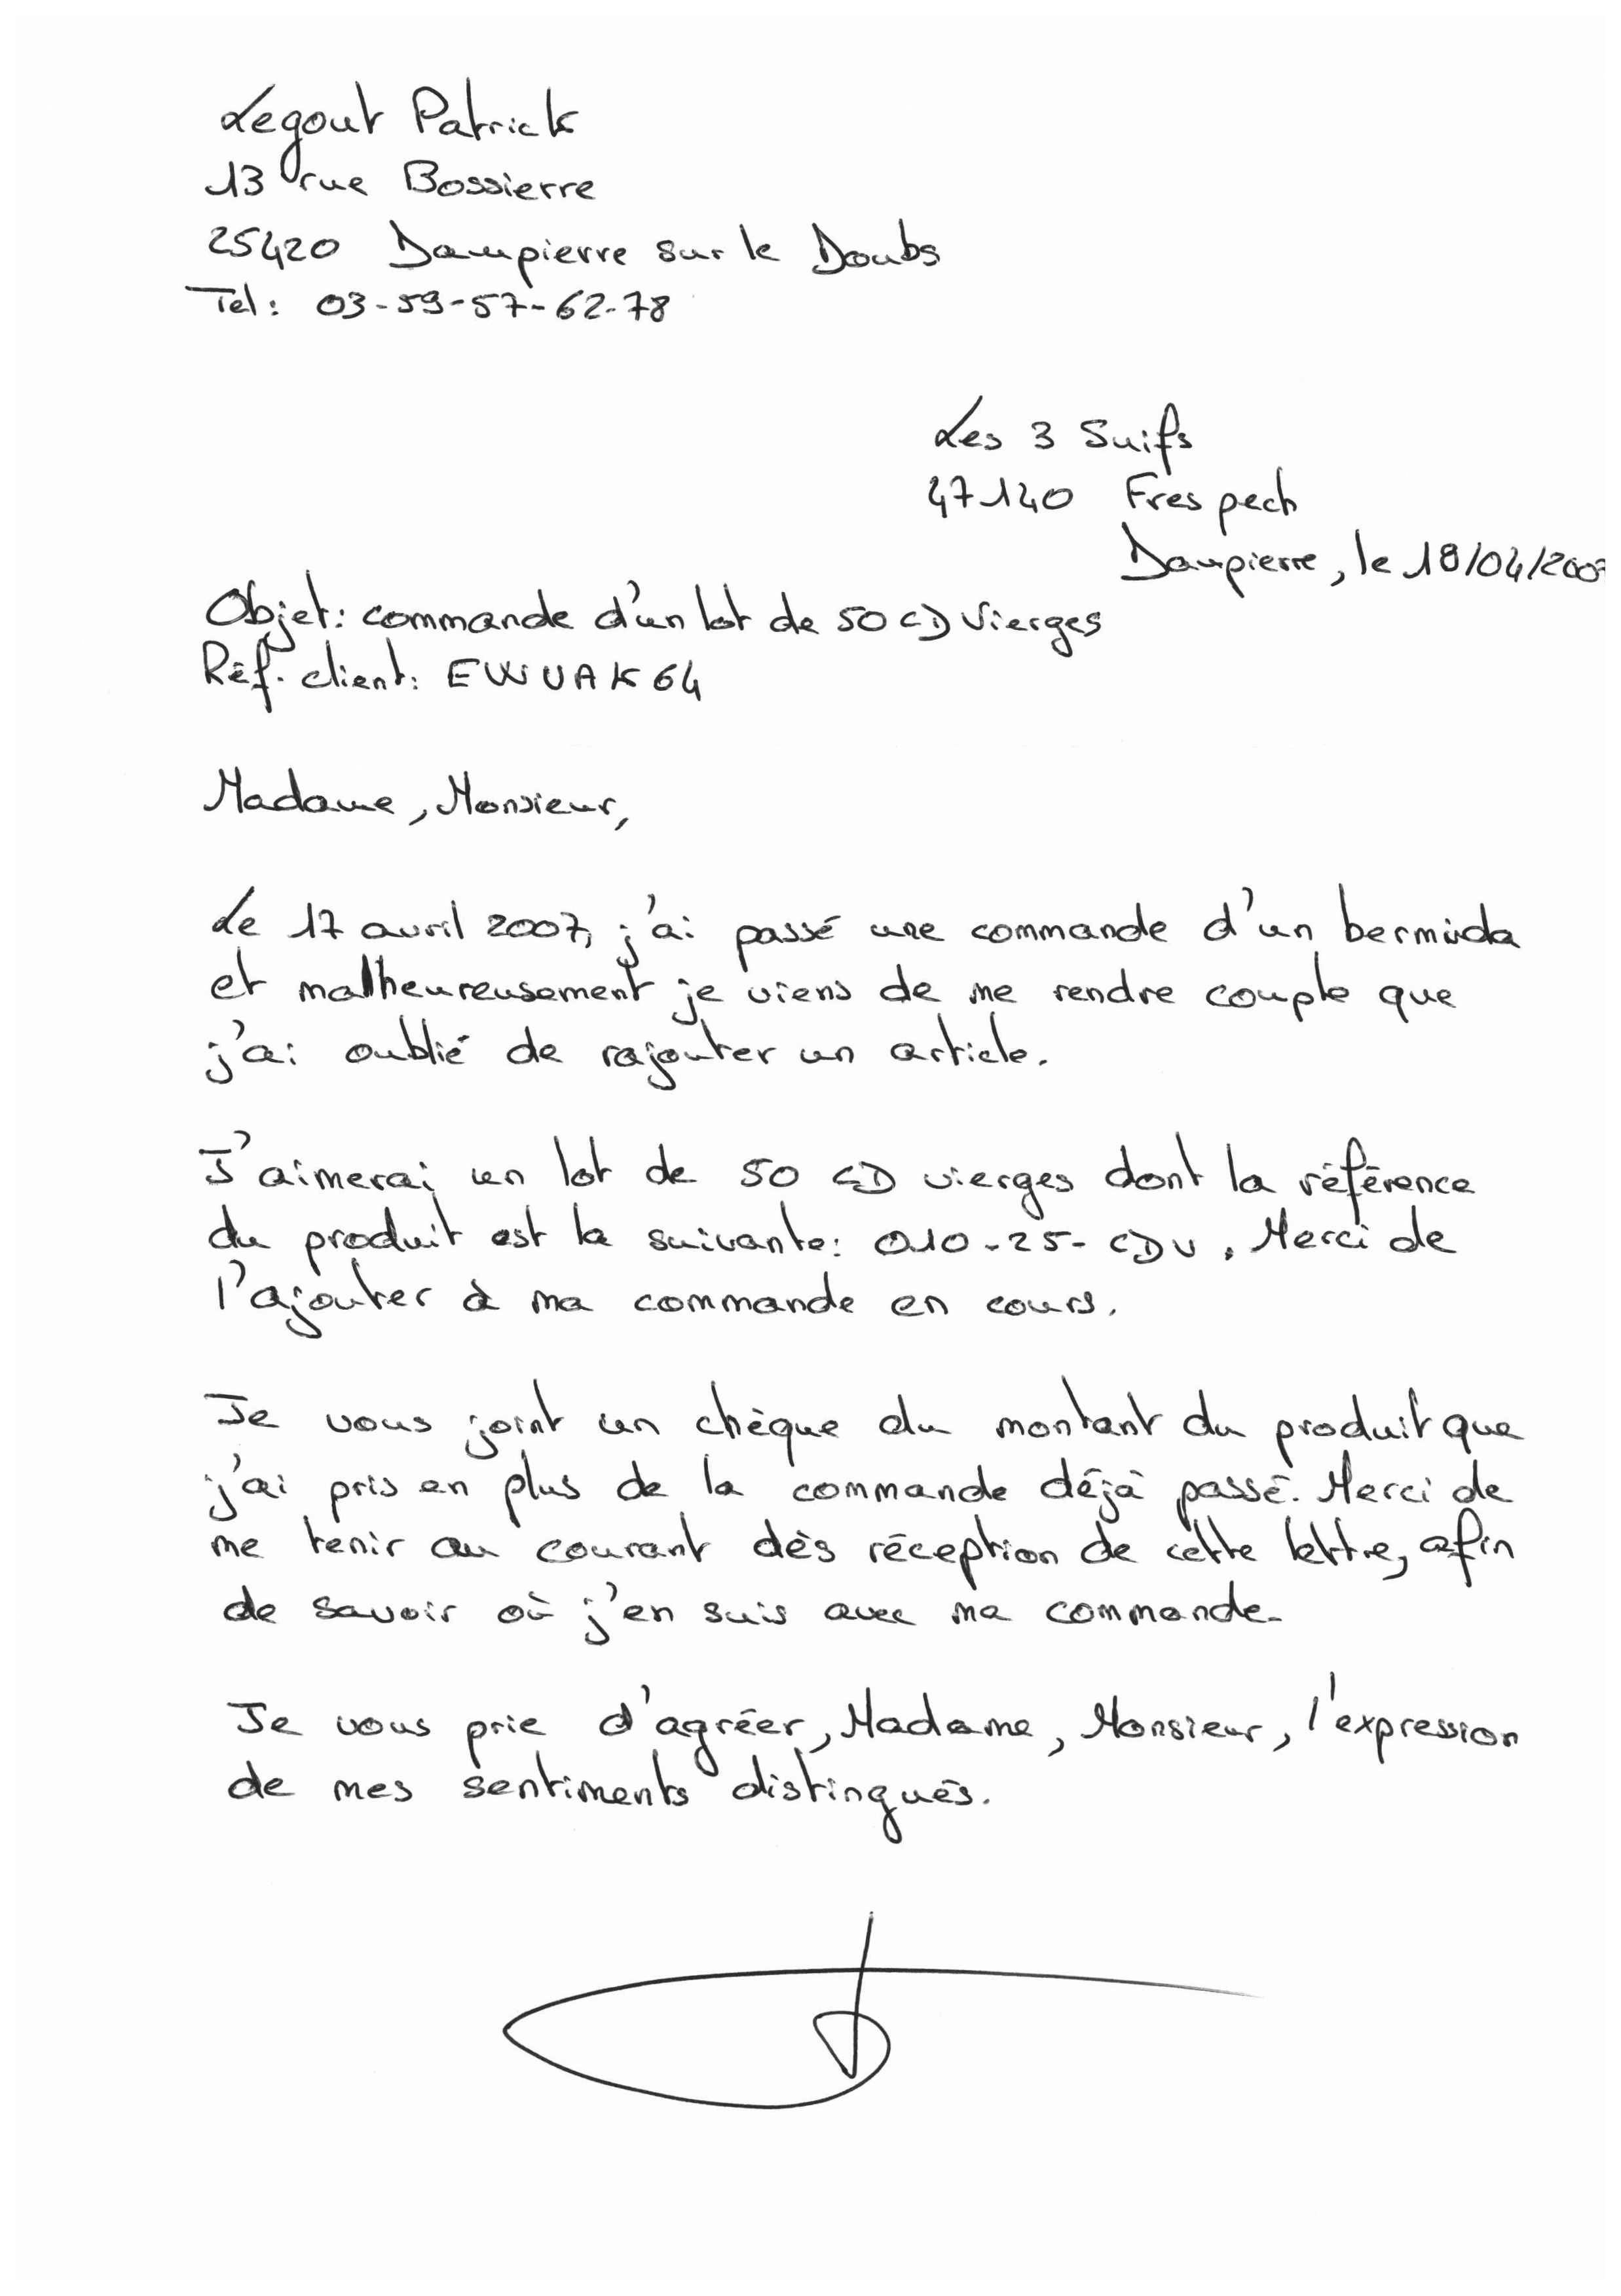 Legout Patrick
13 rue Bossierre
25420 Dampierre sur le Doubs
Tel: 03-59-57-62-78
Les 3 Suifs
47140 Frespech
Dampierre, le 18/04/2007
Objet: commande d'un lot de 50 CD Vierges
Réf. client: EWUAK64
Madame, Monsieur,
Le 17 avril 2007, j'ai passé une commande d'un bermuda
et malheureusement je viens de me rendre compte que
j'ai oublié de rajouter un article.
J'aimerai un lot de 50 CD vierges dont la référence
du produit est la suivante: 010-25-CDV. Merci de
l'ajouter à ma commande en cours.
Je vous joint un chèque du montant du produit que
j'ai pris en plus de la commande déjà passé. Merci de
me tenir au courant dès réception de cette lettre, afin
de savoir où j'en suis avec ma commande.
Je vous prie d'agréer, Madame, Monsieur, l'expression
de mes sentiments distingués.